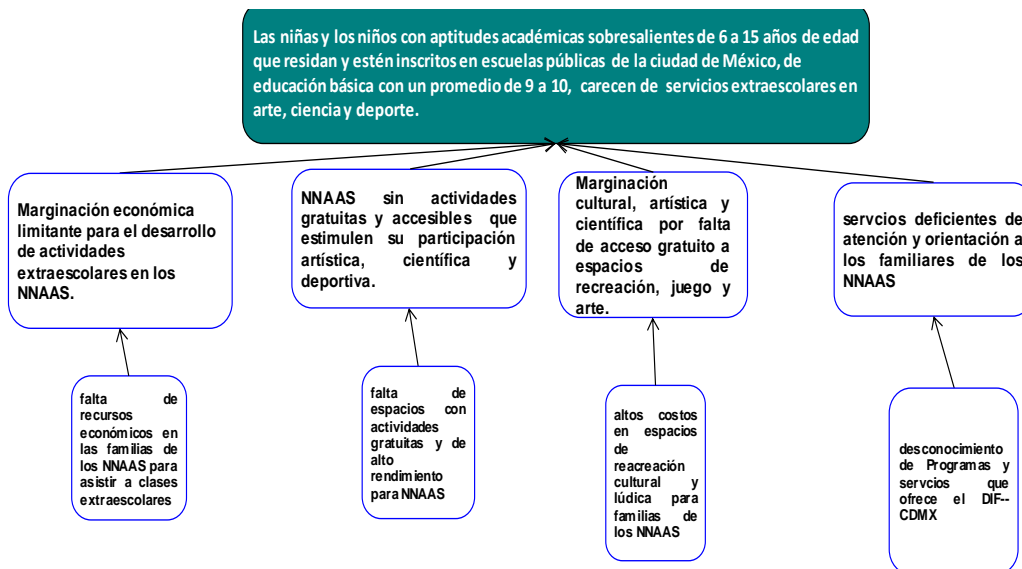 Las niñas y los niños con aptitudes académicas sobresalientes de 6 a 15 años de edad
que residan y estén inscritos en escuelas públicas de la ciudad de México, de
educación básica con un promedio de 9 a 10, carecen de servicios extraescolares en
arte, ciencia y deporte.
Marginación económica
limitante para el desarrollo
de actividades
extraescolares en los
NNAAS.
NNAAS sin actividades
gratuitas y accesibles que
estimulen su participación
artística, científica y
deportiva.
Marginación
cultural, artística y
científica por falta
de acceso gratuito a
espacios de
recreación, juego y
arte.
servcios deficientes de
atención y orientación a
los familiares de los
NNAAS
falta de
recursos
económicos en
las familias de
los NNAAS para
asistir a clases
extraescolares
falta de
espacios con
actividades
gratuitas y de
alto
rendimiento
para NNAAS
altos costos
en espacios
de
reacreación
cultural y
lúdica para
familias de
los NNAAS
desconocimiento
de Programas y
servcios que
ofrece el DIF--
CDMX